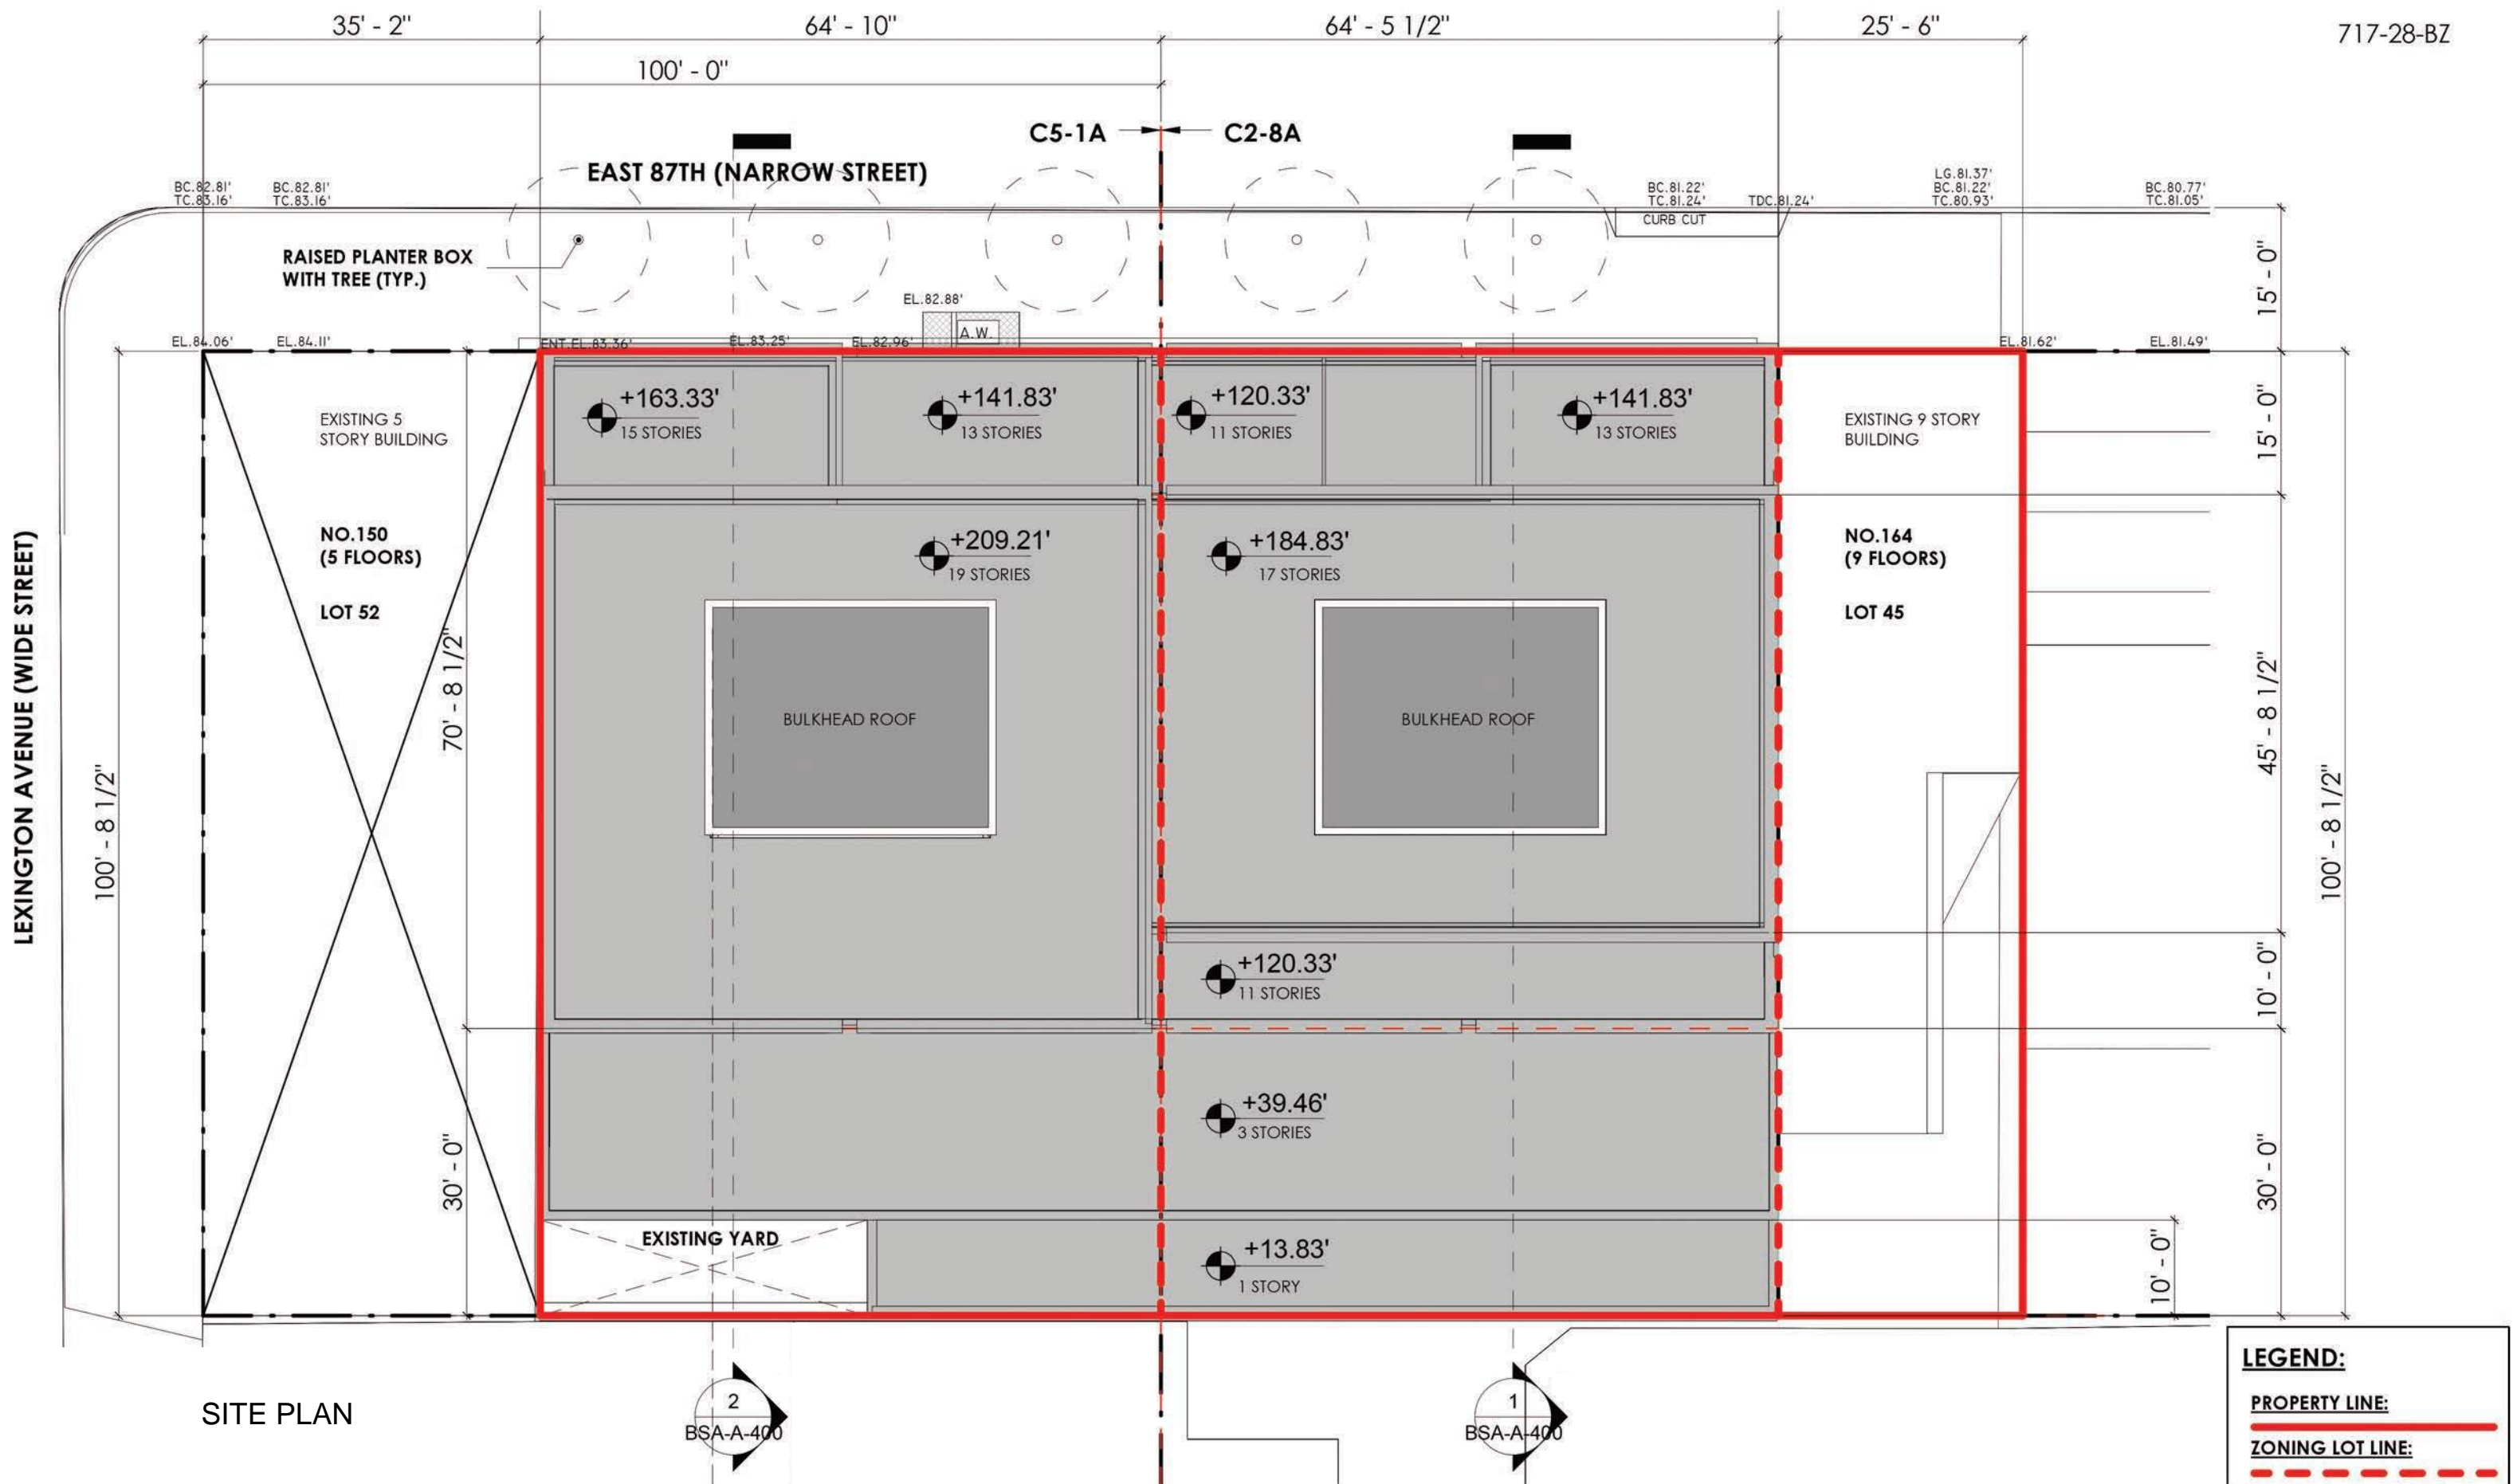 35' - 2"
64' - 10"
64' - 5 1/2"
25' - 6"
717-28-BZ
100' - 0"
C5-1A
C2-8A
EAST 87TH (NARROW STREET)
BC.82.81'
TC.83.16'
BC.82.81'
TC.83.16'
BC.81.22'
TC.81.24'
CURB CUT
TDC.81.24'
LG.81.37'
BC.81.22'
TC.80.93'
BC.80.77'
TC.81.05'
RAISED PLANTER BOX
WITH TREE (TYP.)
15' - 0"
EL.82.88'
A.W.
EL.84.06'
EL.84.11'
ENT.EL.83.36'
EL.83.25'
EL.82.96'
EL.81.62'
EL.81.49'
+163.33'
15 STORIES
+141.83'
13 STORIES
+120.33'
11 STORIES
+141.83'
13 STORIES
EXISTING 5
STORY BUILDING
EXISTING 9 STORY
BUILDING
15' - 0"
NO.150
(5 FLOORS)
LOT 52
+209.21'
19 STORIES
+184.83'
17 STORIES
NO.164
(9 FLOORS)
LOT 45
LEXINGTON AVENUE (WIDE STREET)
100' - 8 1/2"
70' - 8 1/2"
BULKHEAD ROOF
BULKHEAD ROOF
45' - 8 1/2"
100' - 8 1/2"
+120.33'
11 STORIES
10' - 0"
30' - 0"
+39.46'
3 STORIES
30' - 0"
EXISTING YARD
+13.83'
1 STORY
10' - 0"
SITE PLAN
2
BSA-A-400
1
BSA-A-400
LEGEND:
PROPERTY LINE:
ZONING LOT LINE: